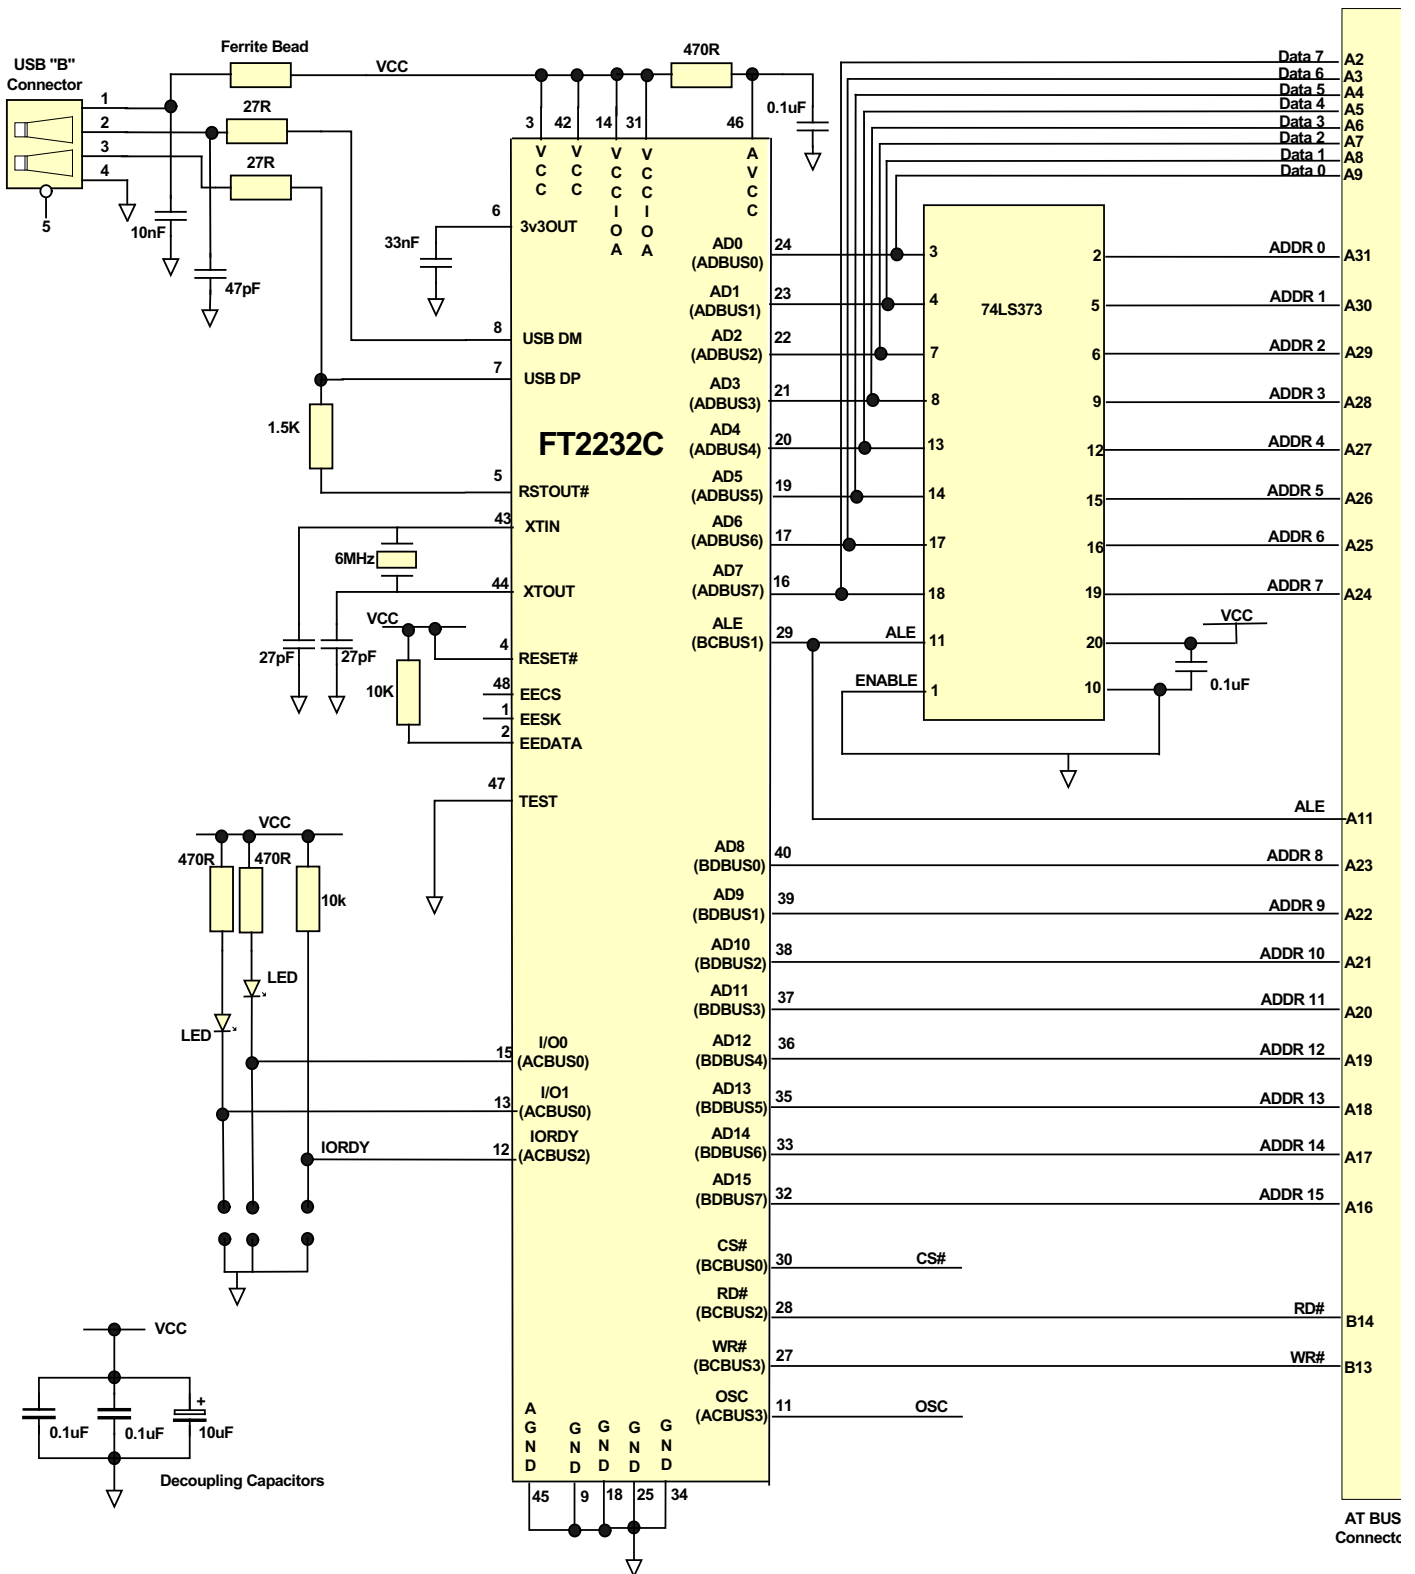 USB "B"
Connector
1
2
3
4
5
Ferrite Bead
VCC
27R
27R
10nF
47pF
470R
0.1uF
3
42
14
31
46
VCC
VCC
VCCIOA
VCCIOA
AVCC
6
3v3OUT
33nF
8
USB DM
7
USB DP
1.5K
5
RSTOUT#
43
XTIN
6MHz
44
XTOUT
27pF
27pF
VCC
4
RESET#
10K
48
EECS
1
EESK
2
EEDATA
47
TEST
FT2232C
VCC
470R
470R
10k
LED
LED
15
I/O0
(ACBUS0)
13
I/O1
(ACBUS0)
IORDY
12
IORDY
(ACBUS2)
VCC
0.1uF
0.1uF
+
10uF
Decoupling Capacitors
AGND
GND
GND
GND
GND
45
9
18
25
34
AD0
(ADBUS0)
24
AD1
(ADBUS1)
23
AD2
(ADBUS2)
22
AD3
(ADBUS3)
21
AD4
(ADBUS4)
20
AD5
(ADBUS5)
19
AD6
(ADBUS6)
17
AD7
(ADBUS7)
16
ALE
(BCBUS1)
29
ALE
ENABLE
74LS373
3
4
7
8
13
14
17
18
11
1
2
5
6
9
12
15
16
19
20
10
VCC
0.1uF
Data 7 A2
Data 6 A3
Data 5 A4
Data 4 A5
Data 3 A6
Data 2 A7
Data 1 A8
Data 0 A9
ADDR 0 A31
ADDR 1 A30
ADDR 2 A29
ADDR 3 A28
ADDR 4 A27
ADDR 5 A26
ADDR 6 A25
ADDR 7 A24
ALE A11
AD8
(BDBUS0)
40
ADDR 8 A23
AD9
(BDBUS1)
39
ADDR 9 A22
AD10
(BDBUS2)
38
ADDR 10 A21
AD11
(BDBUS3)
37
ADDR 11 A20
AD12
(BDBUS4)
36
ADDR 12 A19
AD13
(BDBUS5)
35
ADDR 13 A18
AD14
(BDBUS6)
33
ADDR 14 A17
AD15
(BDBUS7)
32
ADDR 15 A16
CS#
(BCBUS0)
30
CS#
RD#
(BCBUS2)
28
RD# B14
WR#
(BCBUS3)
27
WR# B13
OSC
(ACBUS3)
11
OSC
AT BUS
Connecto